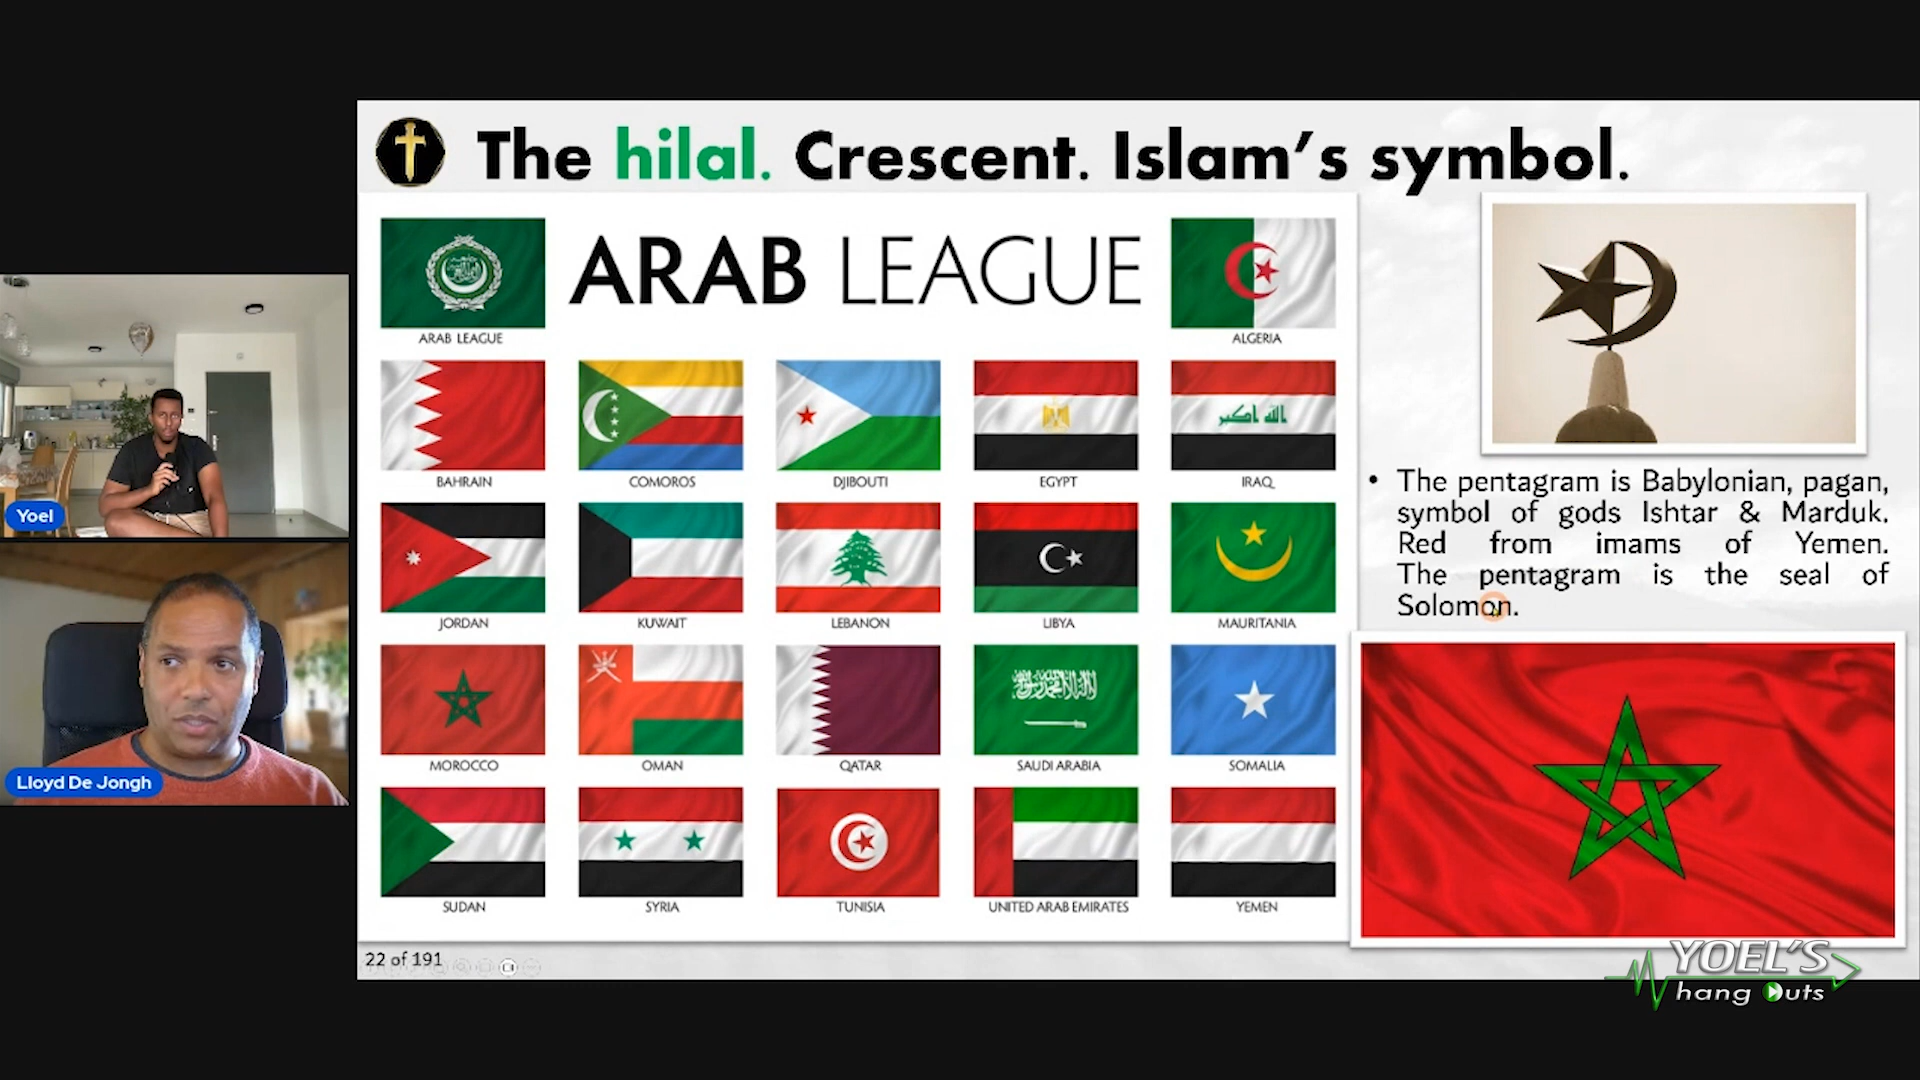 The hilal. Crescent. Islam's symbol.
ARAB LEAGUE
ARAB LEAGUE
ALGERIA
BAHRAIN
COMOROS
DJIBOUTI
EGYPT
الله اكبر
IRAQ
JORDAN
KUWAIT
LEBANON
LIBYA
MAURITANIA
MOROCCO
OMAN
QATAR
SAUDI ARABIA
SOMALIA
SUDAN
SYRIA
TUNISIA
UNITED ARAB EMIRATES
YEMEN
• The pentagram is Babylonian, pagan,
symbol of gods Ishtar & Marduk.
Red from imams of Yemen.
The pentagram is the seal of
Solomon.
22 of 191
Yoel
Lloyd De Jongh
YOEL'S
hang Outs